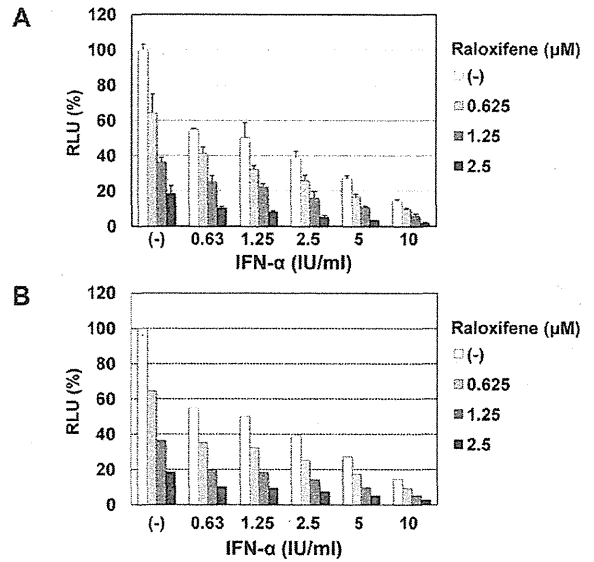 A
120
100
80
60
40
20
0
RLU (%)
(-) 0.63 1.25 2.5 5 10
IFN-α (IU/ml)
Raloxifene (μM)
(-)
0.625
1.25
2.5
B
120
100
80
60
40
20
0
RLU (%)
(-) 0.63 1.25 2.5 5 10
IFN-α (IU/ml)
Raloxifene (μM)
(-)
0.625
1.25
2.5